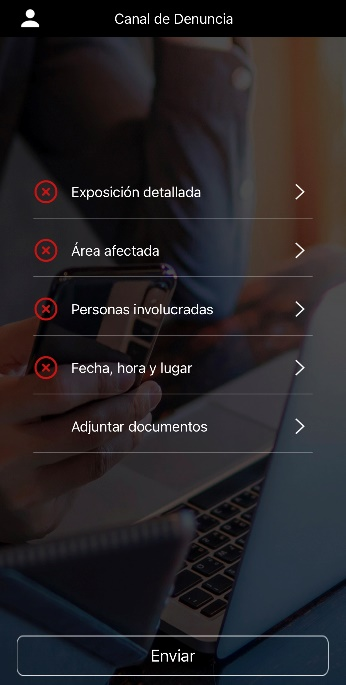 Canal de Denuncia
Exposición detallada
Área afectada
Personas involucradas
Fecha, hora y lugar
Adjuntar documentos
Enviar